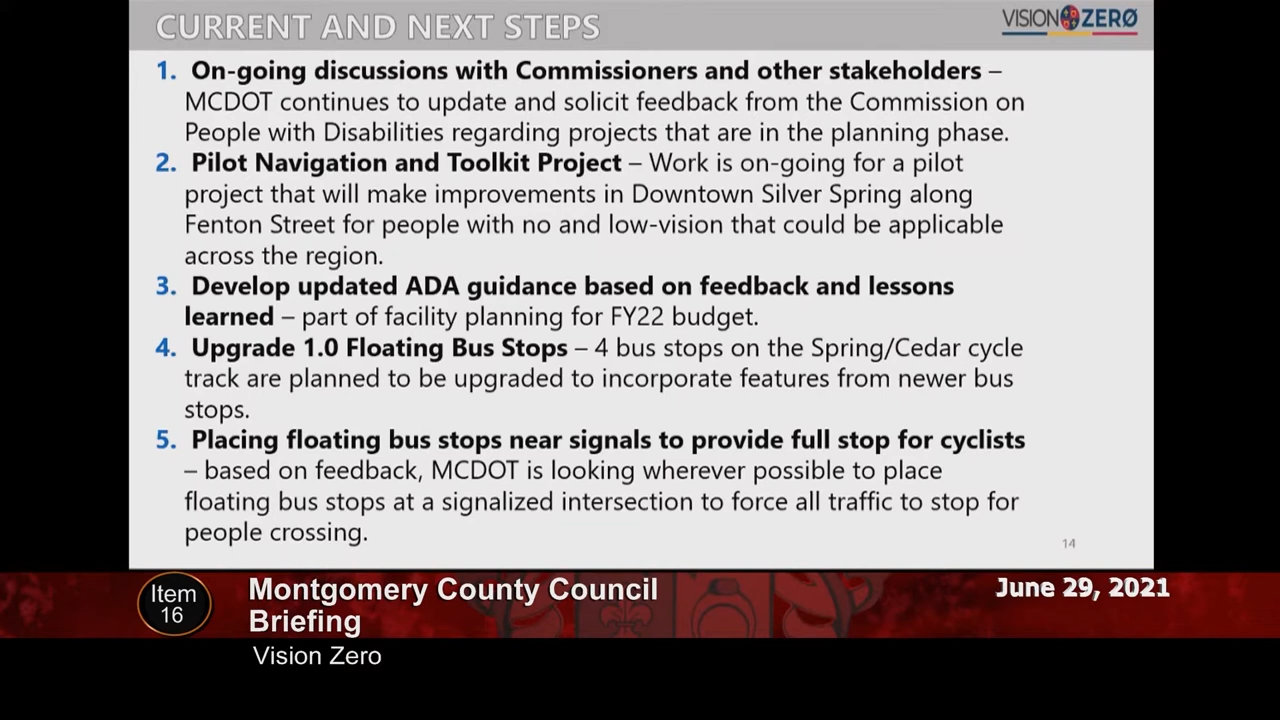 CURRENT AND NEXT STEPS
VISION ZERØ
1. On-going discussions with Commissioners and other stakeholders –
MCDOT continues to update and solicit feedback from the Commission on
People with Disabilities regarding projects that are in the planning phase.
2. Pilot Navigation and Toolkit Project – Work is on-going for a pilot
project that will make improvements in Downtown Silver Spring along
Fenton Street for people with no and low-vision that could be applicable
across the region.
3. Develop updated ADA guidance based on feedback and lessons
learned – part of facility planning for FY22 budget.
4. Upgrade 1.0 Floating Bus Stops – 4 bus stops on the Spring/Cedar cycle
track are planned to be upgraded to incorporate features from newer bus
stops.
5. Placing floating bus stops near signals to provide full stop for cyclists
– based on feedback, MCDOT is looking wherever possible to place
floating bus stops at a signalized intersection to force all traffic to stop for
people crossing.
14
Item
16
Montgomery County Council
Briefing
June 29, 2021
Vision Zero